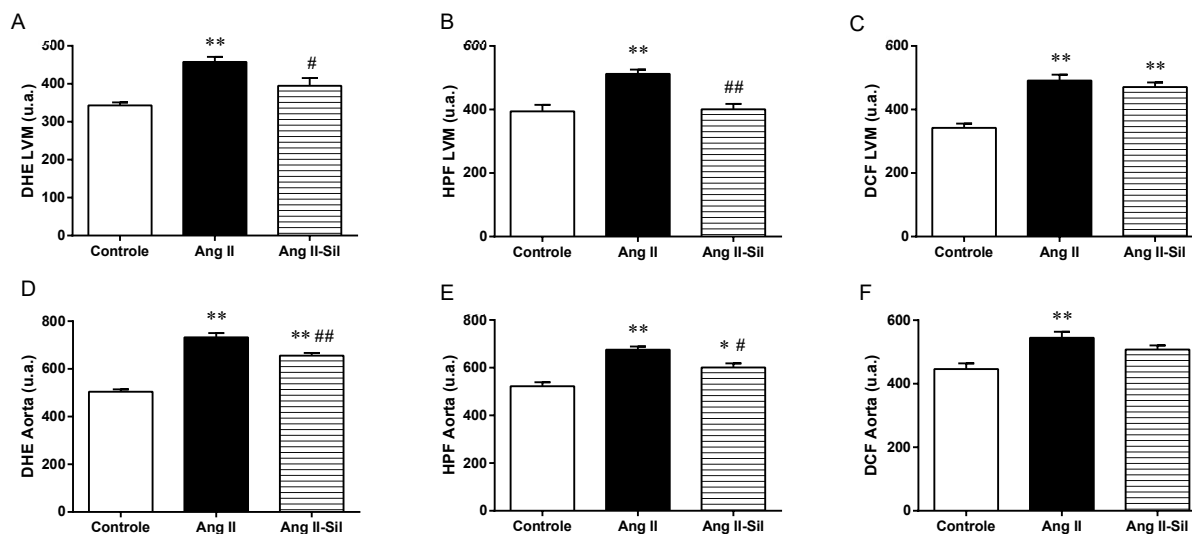 A
DHE LVM (u.a.)
500
400
300
200
100
0
**
#
Controle Ang II Ang II-Sil
B
HPF LVM (u.a.)
600
400
200
0
**
##
Controle Ang II Ang II-Sil
C
DCF LVM (u.a.)
600
400
200
0
**
**
Controle Ang II Ang II-Sil
D
DHE Aorta (u.a.)
800
600
400
200
0
**
** ##
Controle Ang II Ang II-Sil
E
HPF Aorta (u.a.)
800
600
400
200
0
**
* #
Controle Ang II Ang II-Sil
F
DCF Aorta (u.a.)
600
400
200
0
**
Controle Ang II Ang II-Sil